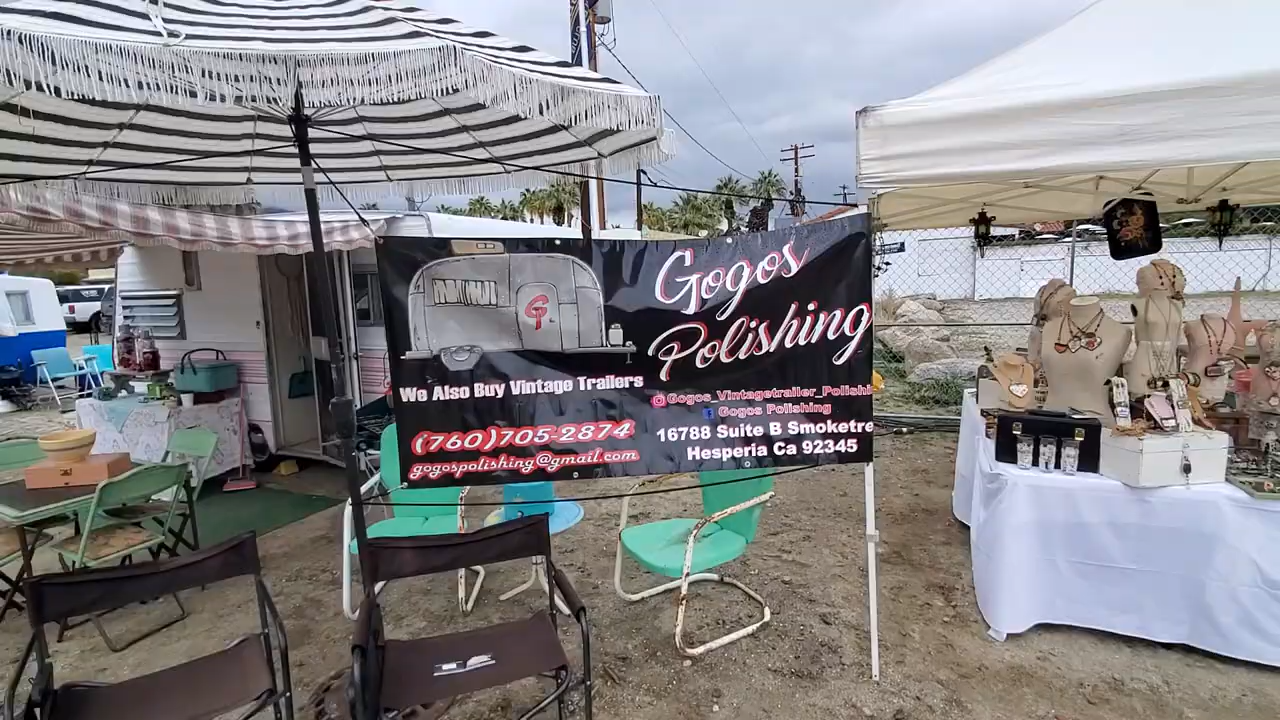 Gogos
Polishing
G
We Also Buy Vintage Trailers
(760)705-2874
gogospolishing@gmail.com
Gogos_Vintagetrailer_Polishi
Gogos Polishing
16788 Suite B Smoketre
Hesperia Ca 92345